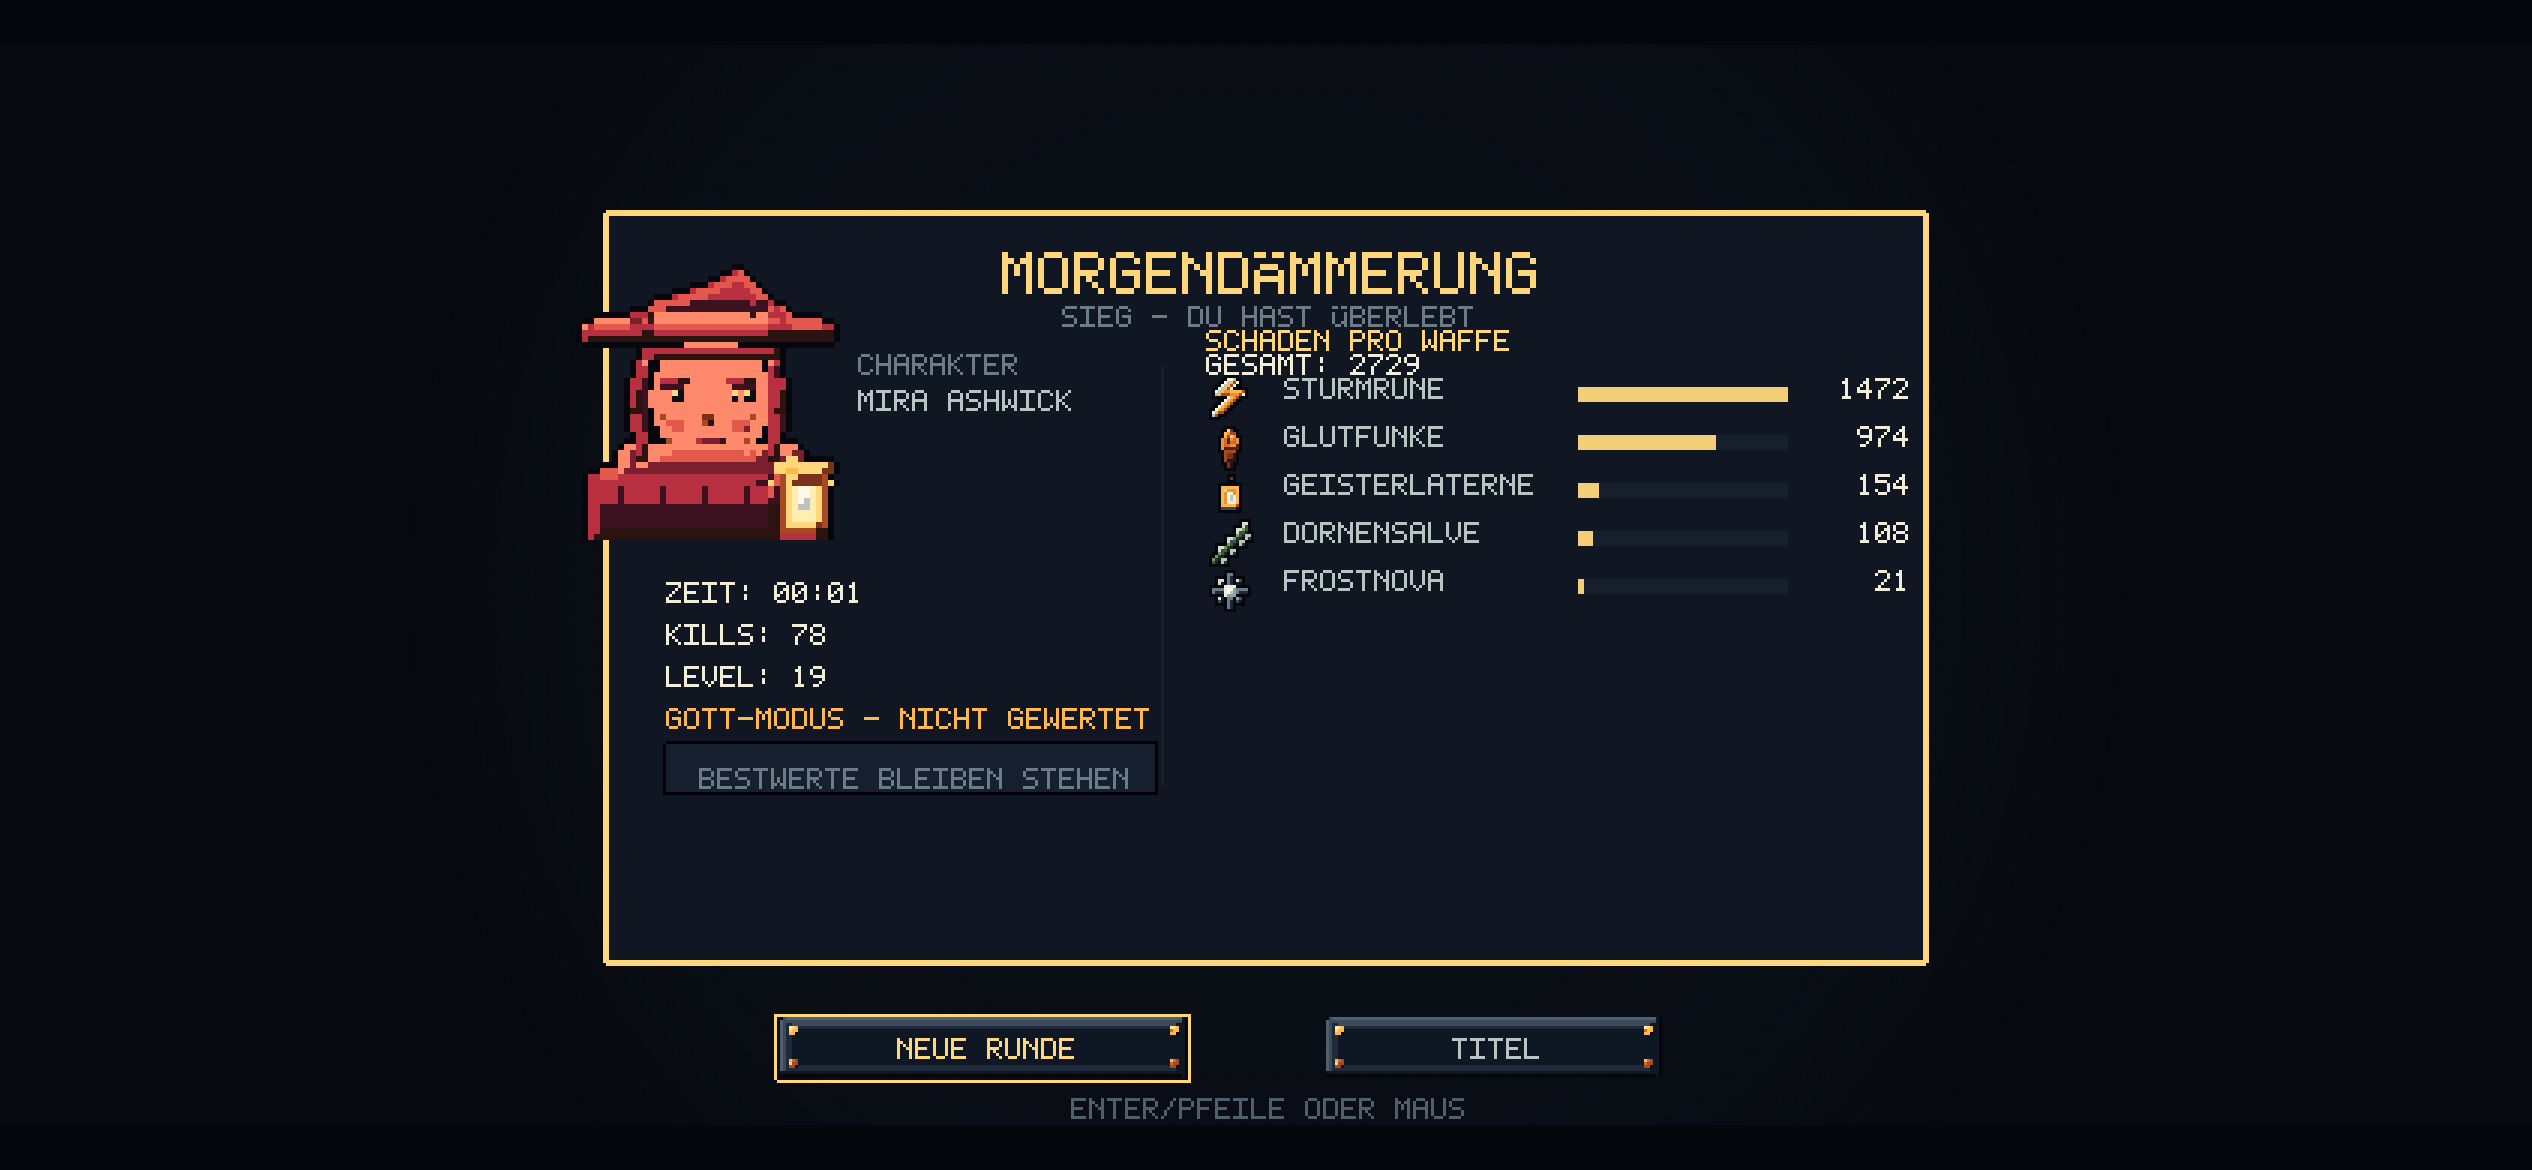 MORGENDÄMMERUNG
SIEG - DU HAST ÜBERLEBT
CHARAKTER
MIRA ASHWICK
ZEIT: 00:01
KILLS: 78
LEVEL: 19
GOTT-MODUS - NICHT GEWERTET
BESTWERTE BLEIBEN STEHEN
SCHADEN PRO WAFFE
GESAMT: 2729
STURMRUNE 1472
GLUTFUNKE 974
GEISTERLATERNE 154
DORNENSALVE 108
FROSTNOVA 21
NEUE RUNDE
TITEL
ENTER/PFEILE ODER MAUS